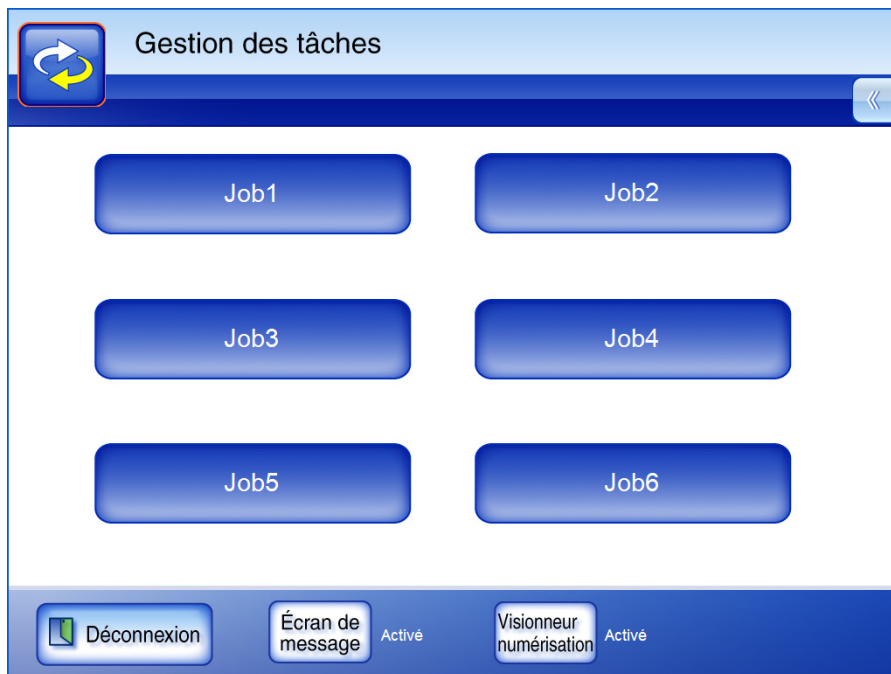 Gestion des tâches
Job1
Job2
Job3
Job4
Job5
Job6
Déconnexion
Écran de
message
Activé
Visionneur
numérisation
Activé